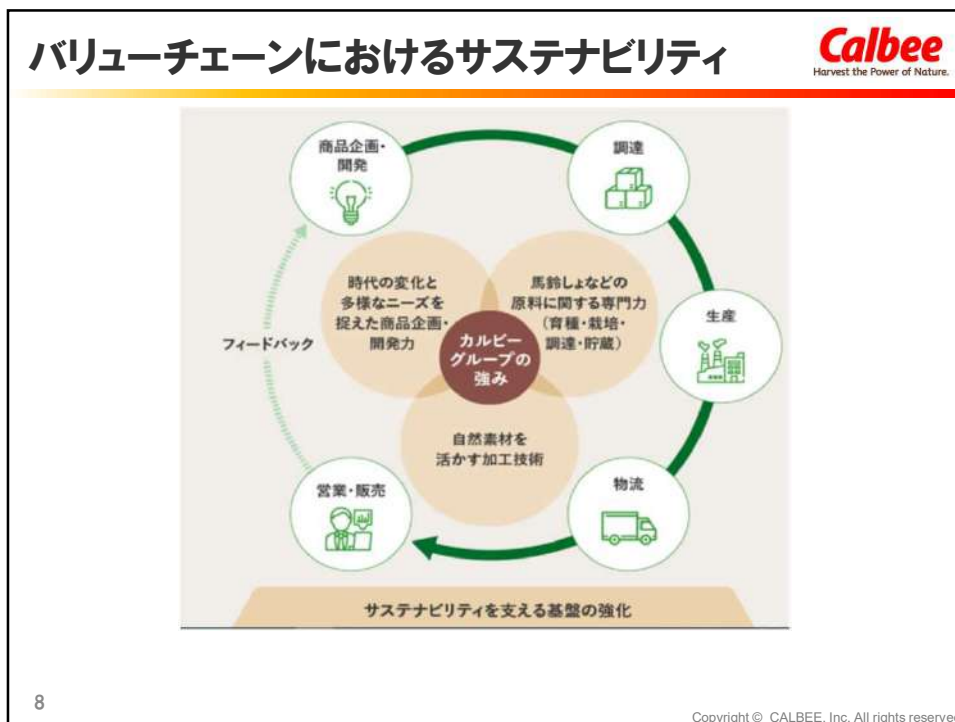 バリューチェーンにおけるサステナビリティ
Calbee
Harvest the Power of Nature.
商品企画・
開発
調達
時代の変化と
多様なニーズを
捉えた商品企画・
開発力
馬鈴しょなどの
原料に関する専門力
(育種・栽培・
調達・貯蔵)
生産
フィードバック
カルビー
グループの
強み
自然素材を
活かす加工技術
営業・販売
物流
サステナビリティを支える基盤の強化
8
Copyright © CALBEE, Inc. All rights reserved